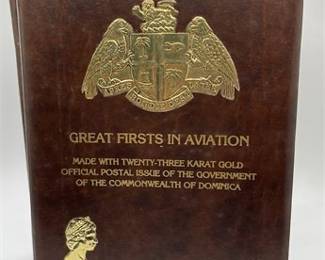 GREAT FIRSTS IN AVIATION
MADE WITH TWENTY-THREE KARAT GOLD
OFFICIAL POSTAL ISSUE OF THE GOVERNMENT
OF THE COMMONWEALTH OF DOMINICA